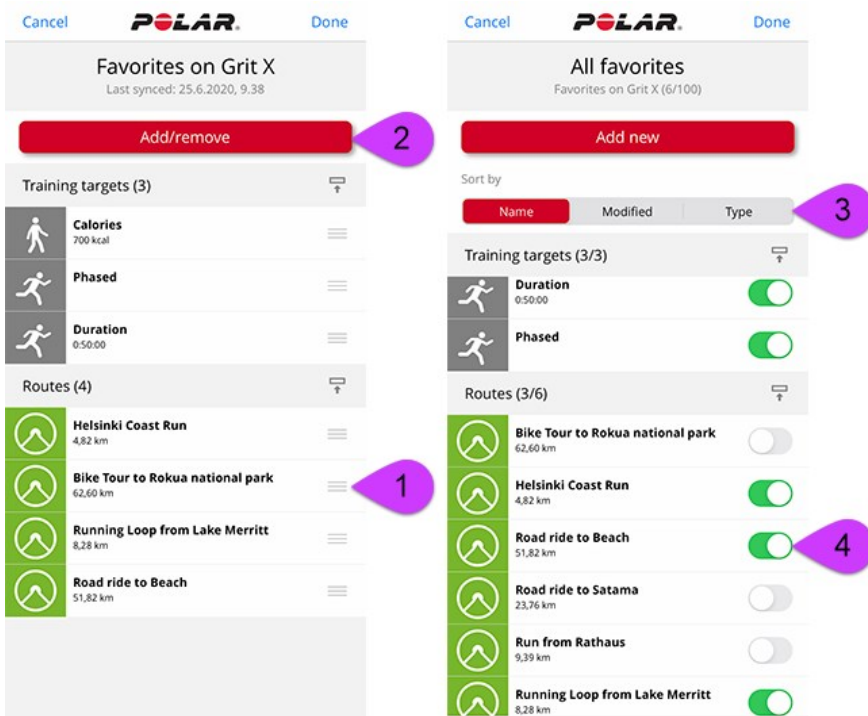 Cancel
POLAR.
Done
Favorites on Grit X
Last synced: 25.6.2020, 9.38
Add/remove
2
Training targets (3)
Calories
700 kcal
Phased
Duration
0:50:00
Routes (4)
Helsinki Coast Run
4,82 km
Bike Tour to Rokua national park
62,60 km
1
Running Loop from Lake Merritt
8,28 km
Road ride to Beach
51,82 km
Cancel
POLAR.
Done
All favorites
Favorites on Grit X (6/100)
Add new
Sort by
Name
Modified
Type
3
Training targets (3/3)
Duration
0:50:00
Phased
Routes (3/6)
Bike Tour to Rokua national park
62,60 km
Helsinki Coast Run
4,82 km
Road ride to Beach
51,82 km
4
Road ride to Satama
23,76 km
Run from Rathaus
9,39 km
Running Loop from Lake Merritt
8,28 km